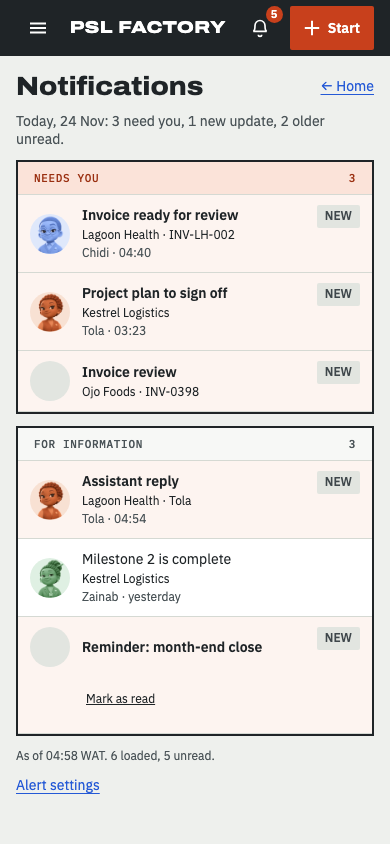 PSL FACTORY
5
Start
Notifications
← Home
Today, 24 Nov: 3 need you, 1 new update, 2 older
unread.
NEEDS YOU 3
Invoice ready for review NEW
Lagoon Health · INV-LH-002
Chidi · 04:40
Project plan to sign off NEW
Kestrel Logistics
Tola · 03:23
Invoice review NEW
Ojo Foods · INV-0398
FOR INFORMATION 3
Assistant reply NEW
Lagoon Health · Tola
Tola · 04:54
Milestone 2 is complete
Kestrel Logistics
Zainab · yesterday
Reminder: month-end close NEW
Mark as read
As of 04:58 WAT. 6 loaded, 5 unread.
Alert settings